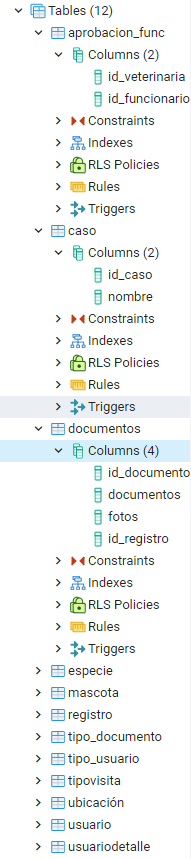 Tables (12)
aprobacion_func
Columns (2)
id_veterinaria
id_funcionario
Constraints
Indexes
RLS Policies
Rules
Triggers
caso
Columns (2)
id_caso
nombre
Constraints
Indexes
RLS Policies
Rules
Triggers
documentos
Columns (4)
id_documento
documentos
fotos
id_registro
Constraints
Indexes
RLS Policies
Rules
Triggers
especie
mascota
registro
tipo_documento
tipo_usuario
tipovisita
ubicación
usuario
usuariodetalle